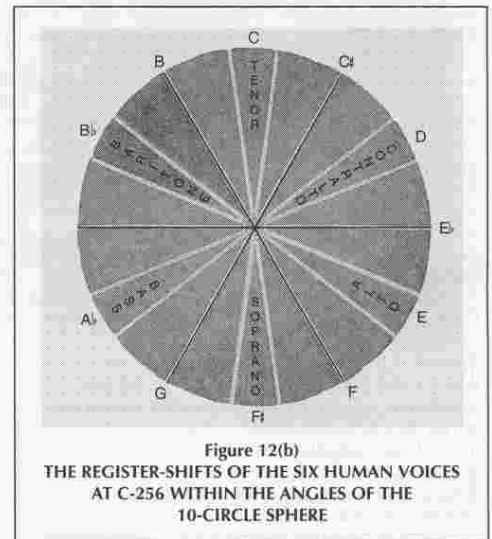 C
B
C♯
TENOR
B♭
D
BARITONE
CONTRALTO
E♭
BASS
ALTO
A♭
E
SOPRANO
G
F
F♯
Figure 12(b)
THE REGISTER-SHIFTS OF THE SIX HUMAN VOICES
AT C-256 WITHIN THE ANGLES OF THE
10-CIRCLE SPHERE